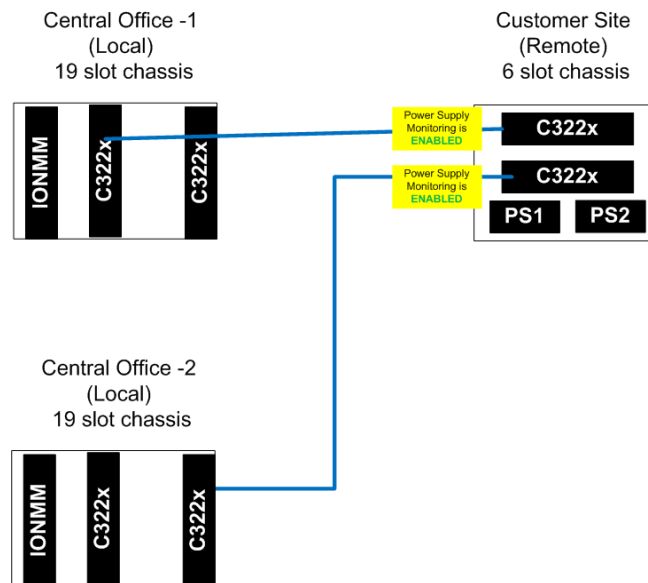 Central Office -1
(Local)
19 slot chassis
IONMM
C322x
C322x
Customer Site
(Remote)
6 slot chassis
Power Supply
Monitoring is
ENABLED
C322x
Power Supply
Monitoring is
ENABLED
C322x
PS1
PS2
Central Office -2
(Local)
19 slot chassis
IONMM
C322x
C322x